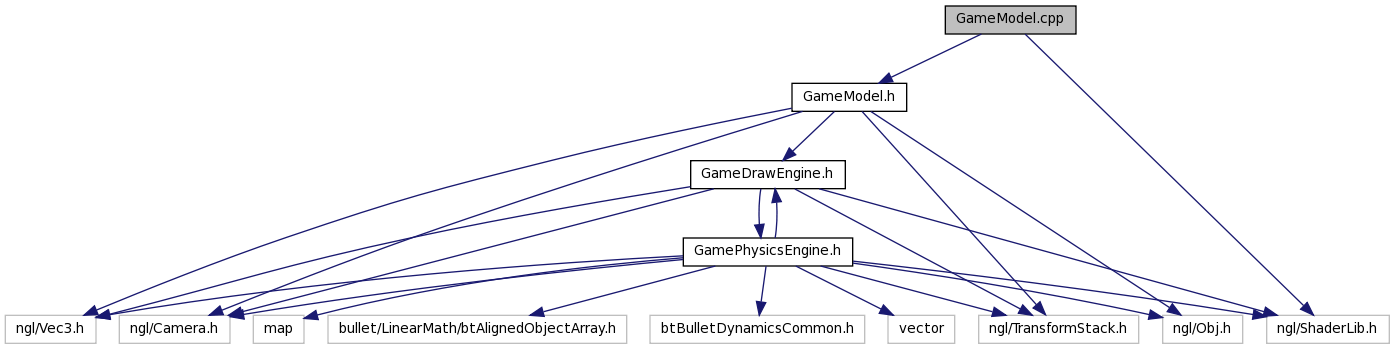 GameModel.cpp
GameModel.h
GameDrawEngine.h
GamePhysicsEngine.h
ngl/Vec3.h
ngl/Camera.h
map
bullet/LinearMath/btAlignedObjectArray.h
btBulletDynamicsCommon.h
vector
ngl/TransformStack.h
ngl/Obj.h
ngl/ShaderLib.h